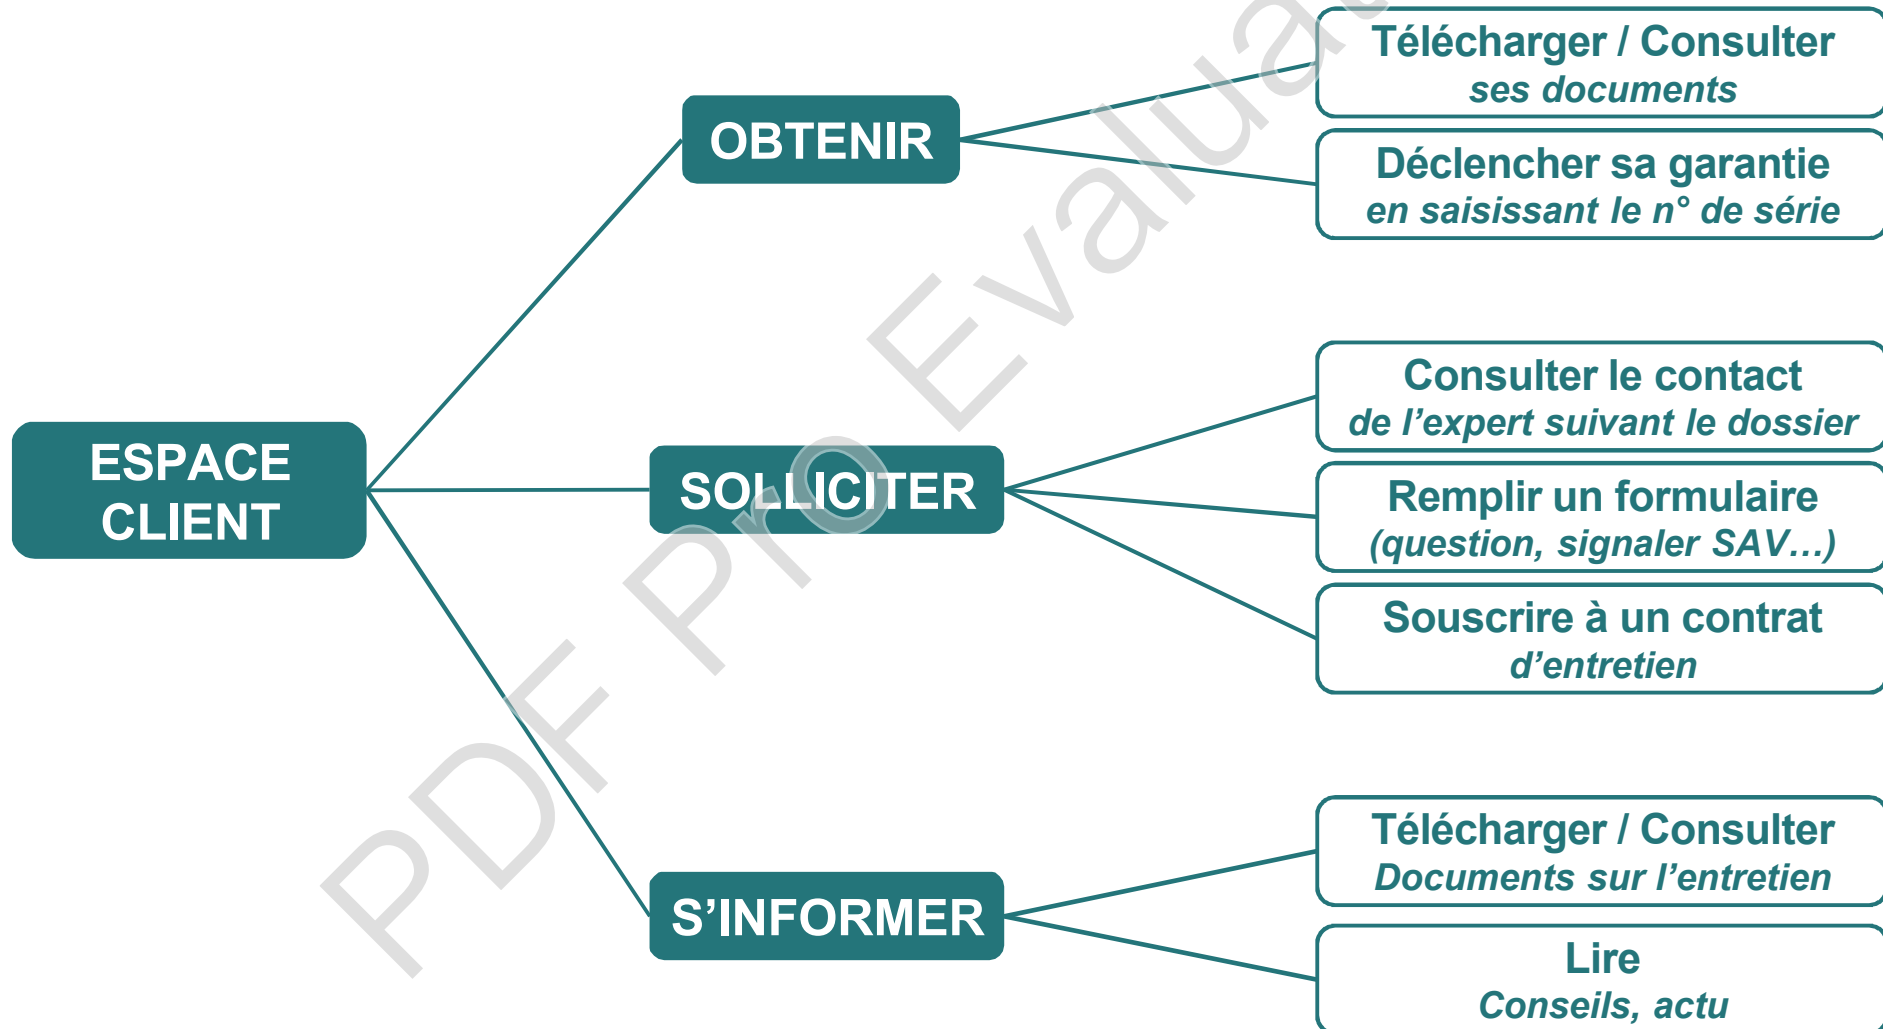 ESPACE
CLIENT
OBTENIR
Télécharger / Consulter
ses documents
Déclencher sa garantie
en saisissant le n° de série
SOLLICITER
Consulter le contact
de l’expert suivant le dossier
Remplir un formulaire
(question, signaler SAV…)
Souscrire à un contrat
d’entretien
S’INFORMER
Télécharger / Consulter
Documents sur l’entretien
Lire
Conseils, actu
PDF Pro Evaluat